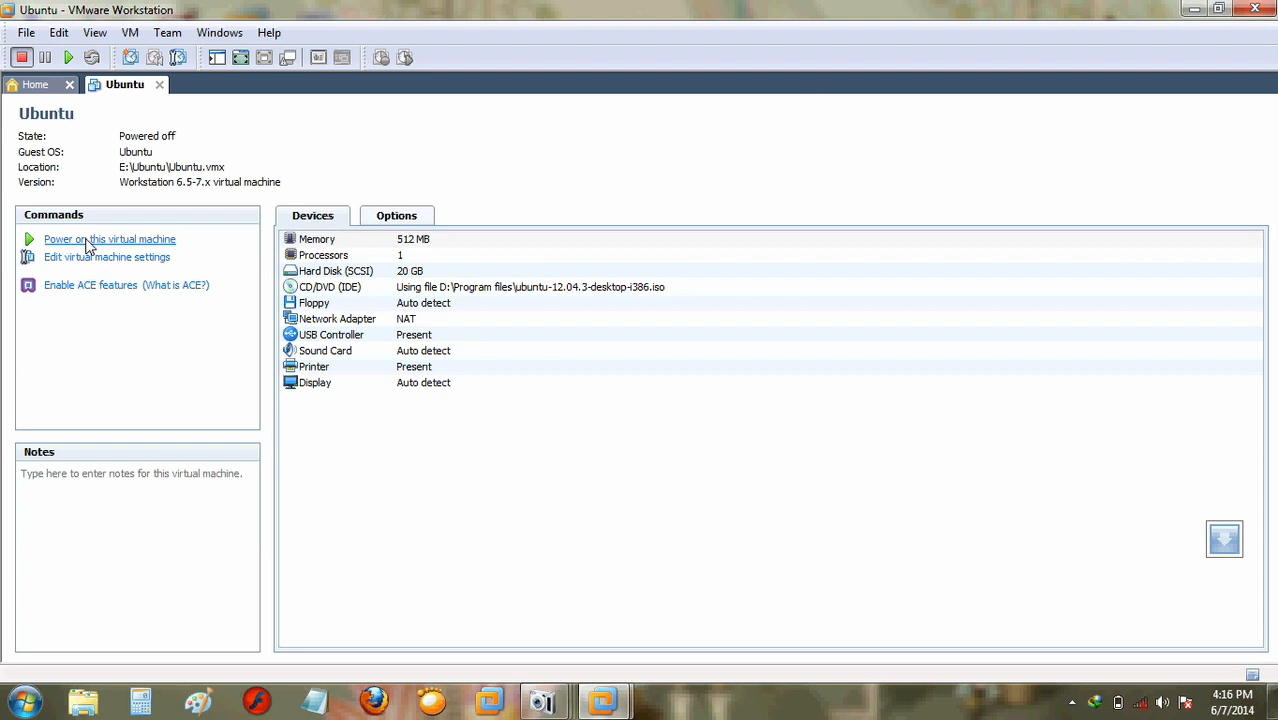 Ubuntu - VMware Workstation
File Edit View VM Team Windows Help
Home Ubuntu
Ubuntu
State: Powered off
Guest OS: Ubuntu
Location: E:\Ubuntu\Ubuntu.vmx
Version: Workstation 6.5-7.x virtual machine
Commands
Power on this virtual machine
Edit virtual machine settings
Enable ACE features (What is ACE?)
Devices Options
Memory 512 MB
Processors 1
Hard Disk (SCSI) 20 GB
CD/DVD (IDE) Using file D:\Program files\ubuntu-12.04.3-desktop-i386.iso
Floppy Auto detect
Network Adapter NAT
USB Controller Present
Sound Card Auto detect
Printer Present
Display Auto detect
Notes
Type here to enter notes for this virtual machine.
4:16 PM
6/7/2014